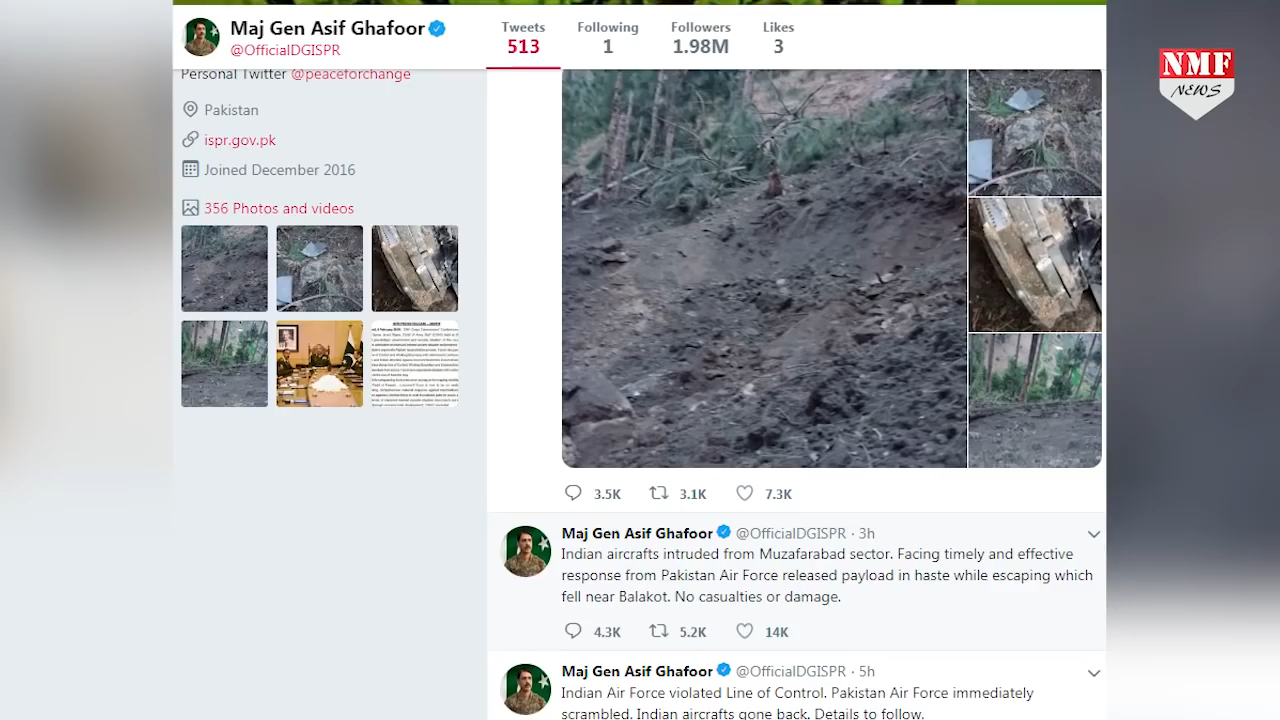 Maj Gen Asif Ghafoor
@OfficialDGISPR
Tweets
513
Following
1
Followers
1.98M
Likes
3
NMF
NEWS
Personal Twitter @peaceforchange
Pakistan
ispr.gov.pk
Joined December 2016
356 Photos and videos
3.5K 3.1K 7.3K
Maj Gen Asif Ghafoor @OfficialDGISPR · 3h
Indian aircrafts intruded from Muzafarabad sector. Facing timely and effective
response from Pakistan Air Force released payload in haste while escaping which
fell near Balakot. No casualties or damage.
4.3K 5.2K 14K
Maj Gen Asif Ghafoor @OfficialDGISPR · 5h
Indian Air Force violated Line of Control. Pakistan Air Force immediately
scrambled. Indian aircrafts gone back. Details to follow.